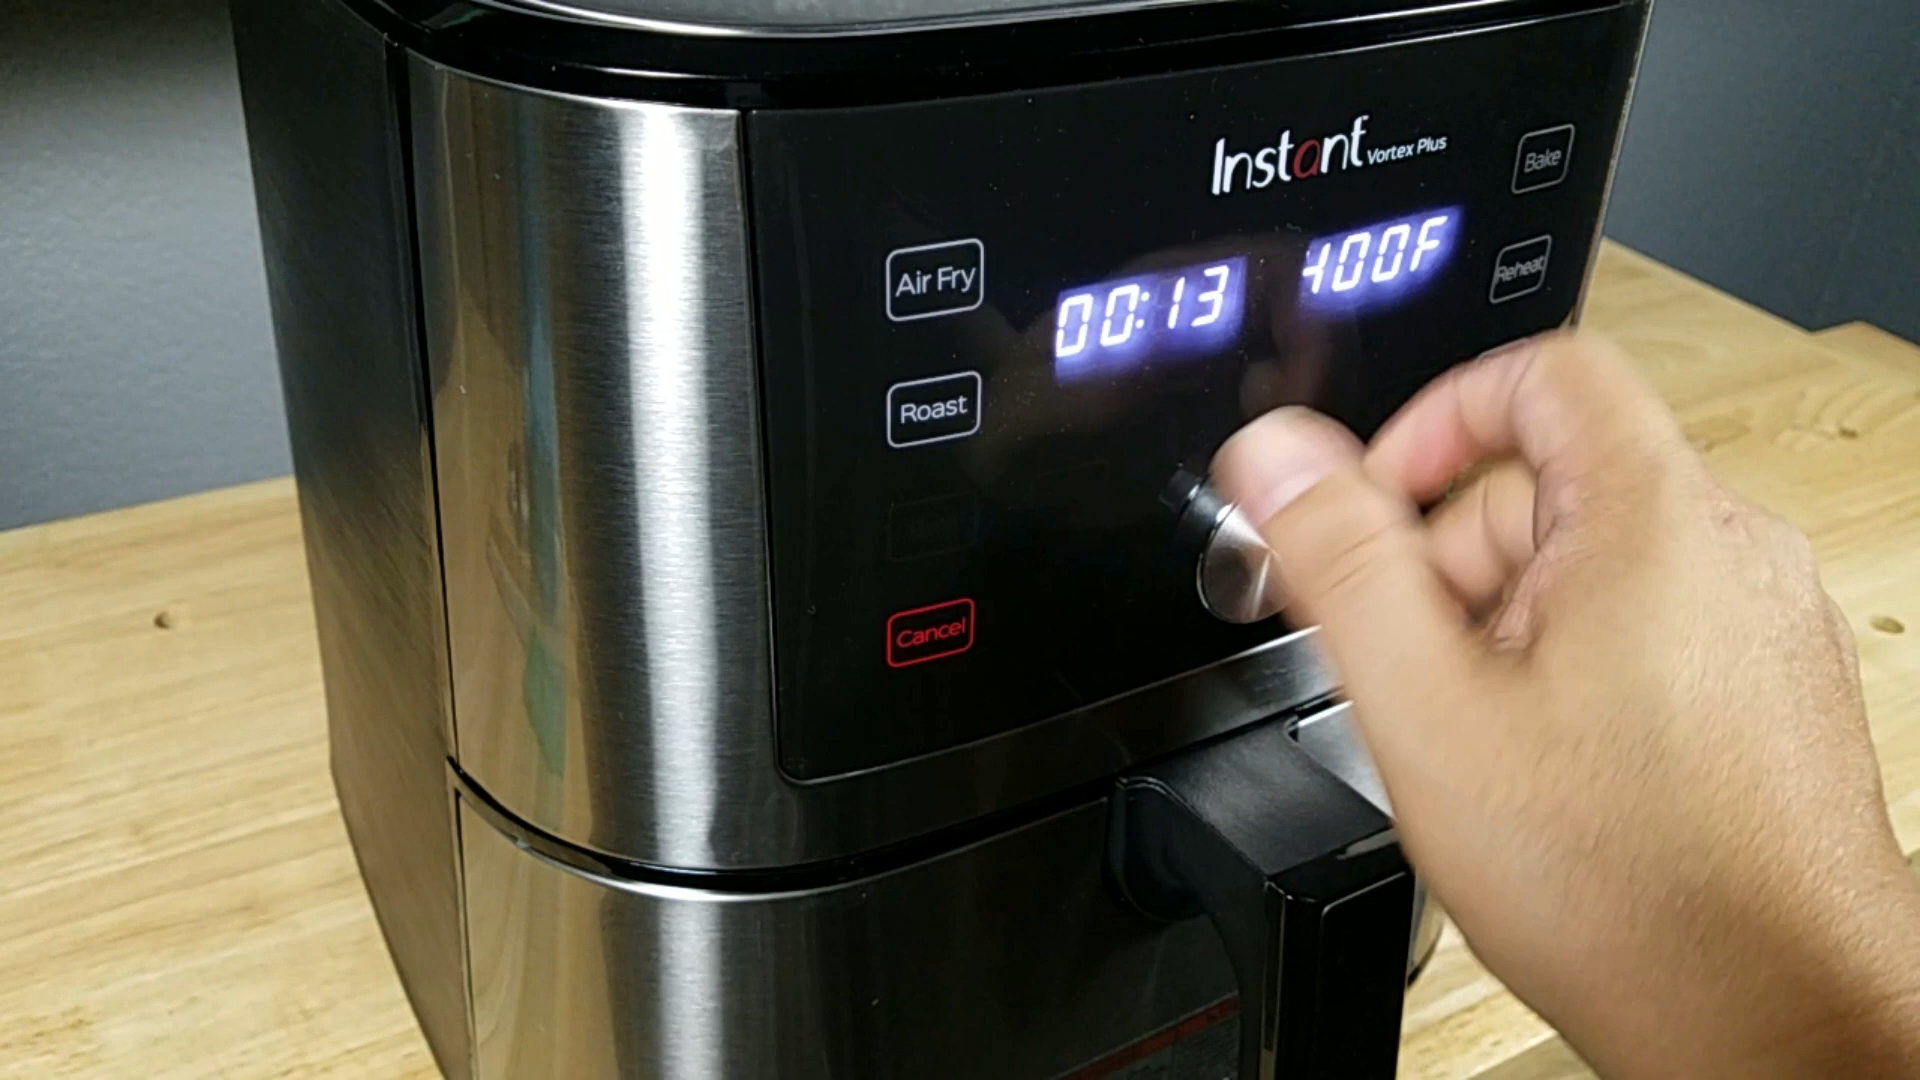 Instant Vortex Plus
Bake
Air Fry
00:13
400F
Reheat
Roast
Cancel